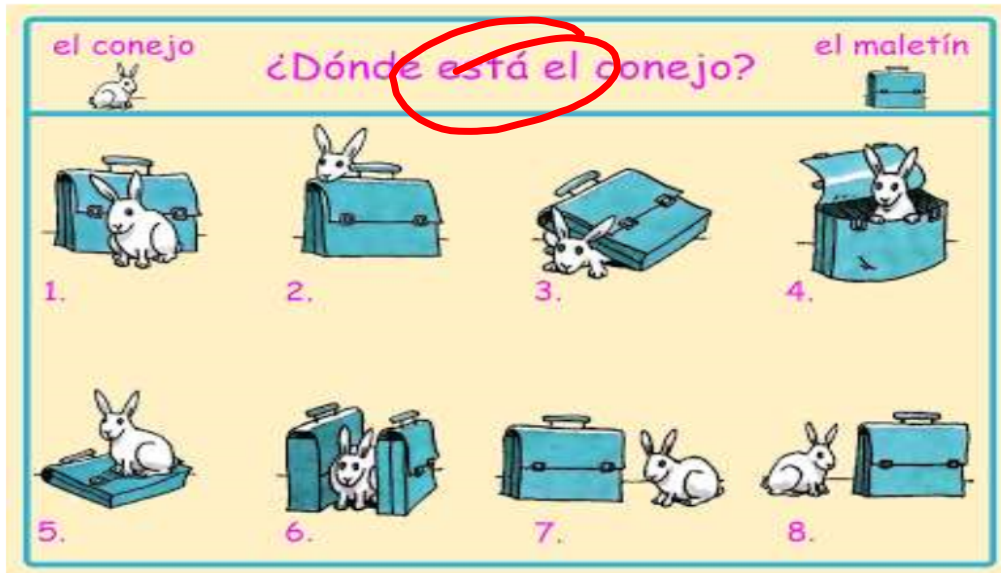 el conejo
¿Dónde está el conejo?
el maletín
1.
2.
3.
4.
5.
6.
7.
8.